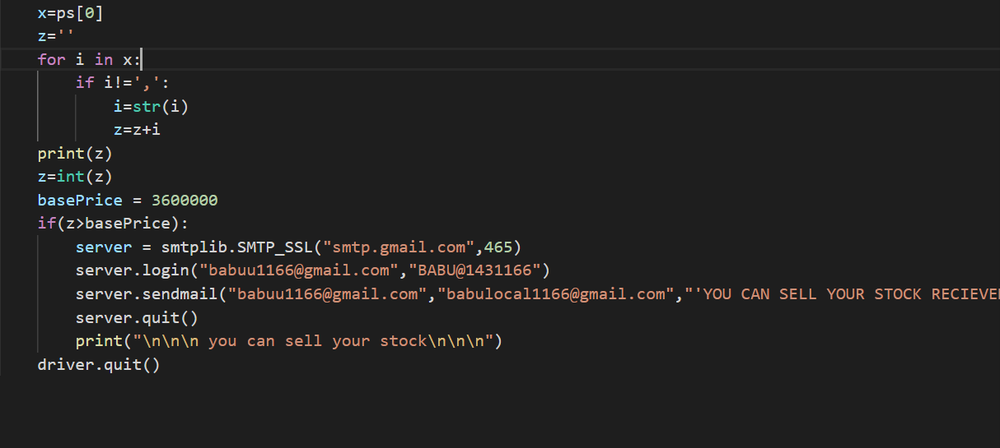 x=ps[0]
z=''
for i in x:
    if i!=',':
        i=str(i)
        z=z+i
print(z)
z=int(z)
basePrice = 3600000
if(z>basePrice):
    server = smtplib.SMTP_SSL("smtp.gmail.com",465)
    server.login("babuu1166@gmail.com","BABU@1431166")
    server.sendmail("babuu1166@gmail.com","babulocal1166@gmail.com","'YOU CAN SELL YOUR STOCK RECIEVE
    server.quit()
    print("\n\n\n you can sell your stock\n\n\n")
driver.quit()